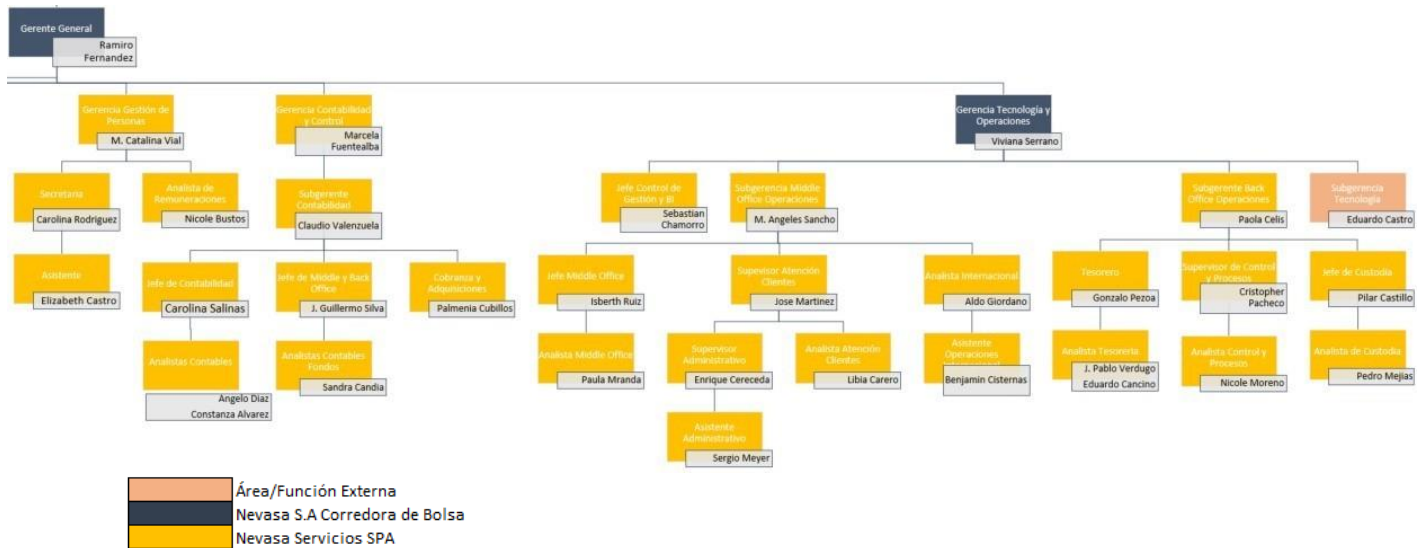 Gerente General
Ramiro
Fernandez
Gerencia Gestión de
Personas
M. Catalina Vial
Gerencia Contabilidad
y Control
Marcela
Fuentealba
Gerencia Tecnología y
Operaciones
Viviana Serrano
Secretaria
Carolina Rodriguez
Analista de
Remuneraciones
Nicole Bustos
Subgerente
Contabilidad
Claudio Valenzuela
Jefe Control de
Gestión y BI
Sebastian
Chamorro
Subgerencia Middle
Office Operaciones
M. Angeles Sancho
Subgerente Back
Office Operaciones
Paola Celis
Subgerencia
Tecnología
Eduardo Castro
Asistente
Elizabeth Castro
Jefe de Contabilidad
Carolina Salinas
Jefe de Middle y Back
Office
J. Guillermo Silva
Cobranza y
Adquisiciones
Palmenia Cubillos
Jefe Middle Office
Isberth Ruiz
Supervisor Atención
Clientes
Jose Martinez
Analista Internacional
Aldo Giordano
Tesorero
Gonzalo Pezoa
Supervisor de Control
y Procesos
Cristopher
Pacheco
Jefe de Custodia
Pilar Castillo
Analistas Contables
Angelo Diaz
Constanza Alvarez
Analistas Contables
Fondos
Sandra Candia
Analista Middle Office
Paula Mranda
Supervisor
Administrativo
Enrique Cereceda
Analista Atención
Clientes
Libia Carero
Asistente
Operaciones
Benjamin Cisternas
Analista Tesoreria
J. Pablo Verdugo
Eduardo Cancino
Analista Control y
Procesos
Nicole Moreno
Analista de Custodia
Pedro Mejias
Asistente
Administrativo
Sergio Meyer
Área/Función Externa
Nevasa S.A Corredora de Bolsa
Nevasa Servicios SPA